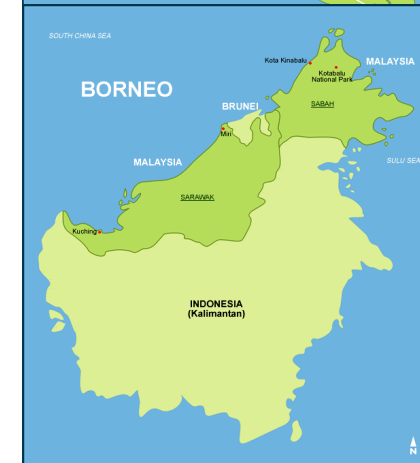 SOUTH CHINA SEA
Kota Kinabalu
MALAYSIA
Kotabalu
National Park
BORNEO
BRUNEI
SABAH
Miri
MALAYSIA
SULU SEA
SARAWAK
Kuching
INDONESIA
(Kalimantan)
N